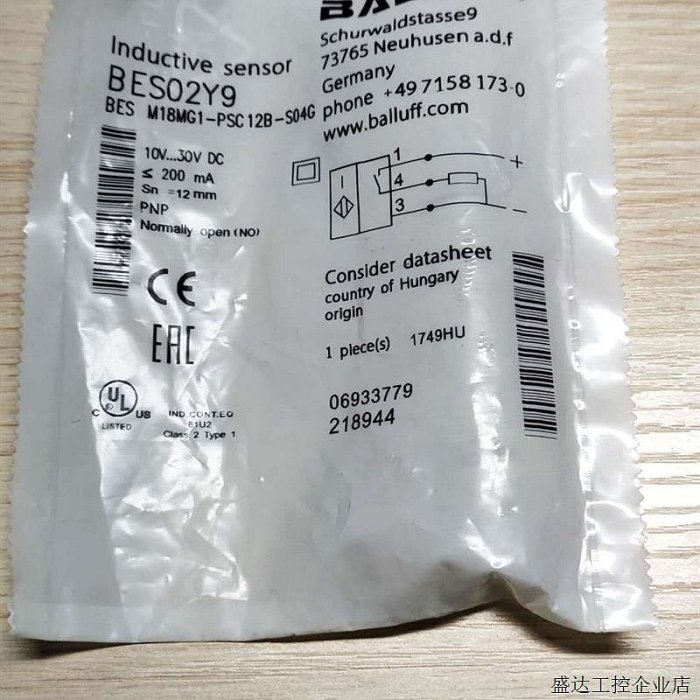 Inductive sensor
BES02Y9
BES M18MG1-PSC12B-S04G
10V...30V DC
≤ 200 mA
Sn =12mm
PNP
Normally open (NO)
CE
EAC
C UL US
LISTED
IND.CONT.EQ
81U2
Class 2 Type 1
Schurwaldstasse9
73765 Neuhusen a.d.f
Germany
phone +49 7158 173-0
www.balluff.com
1
+
4
3
−
Consider datasheet
country of Hungary
origin
1 piece(s) 1749HU
06933779
218944
盛达工控企业店